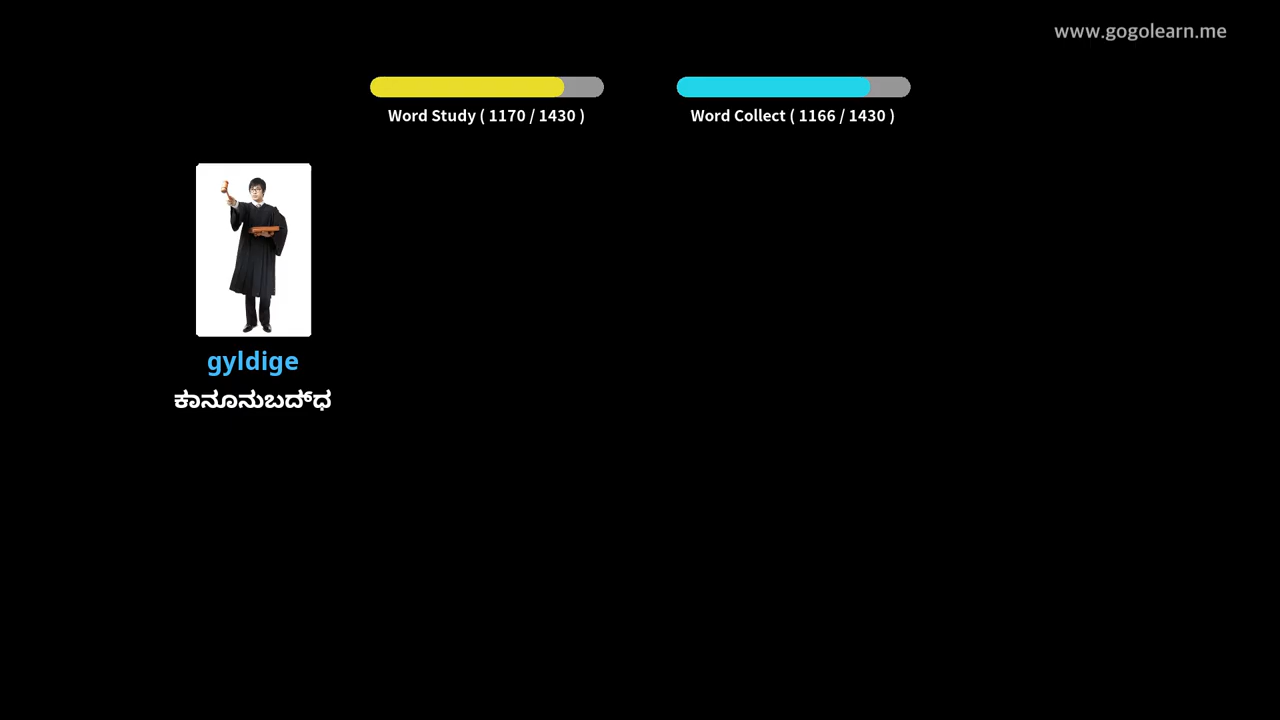 www.gogolearn.me
Word Study ( 1170 / 1430 )
Word Collect ( 1166 / 1430 )
gyldige
ಕಾನೂನುಬದ್ಧ